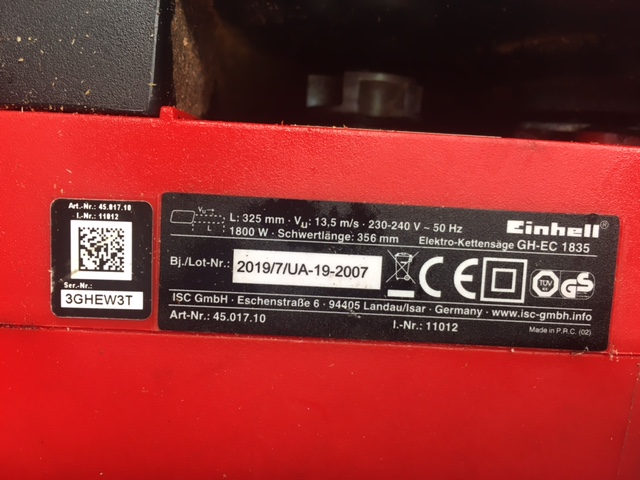 Art.-Nr.: 45.017.10
I.-Nr.: 11012
Ser.-Nr.:
3GHEW3T
L: 325 mm · V₀: 13,5 m/s · 230-240 V ~ 50 Hz
1800 W · Schwertlänge: 356 mm
Einhell®
Elektro-Kettensäge GH-EC 1835
Bj./Lot-Nr.: 2019/7/UA-19-2007
CE
TÜV
GS
ISC GmbH · Eschenstraße 6 · 94405 Landau/Isar · Germany · www.isc-gmbh.info
Art-Nr.: 45.017.10
I.-Nr.: 11012
Made in P.R.C. (02)